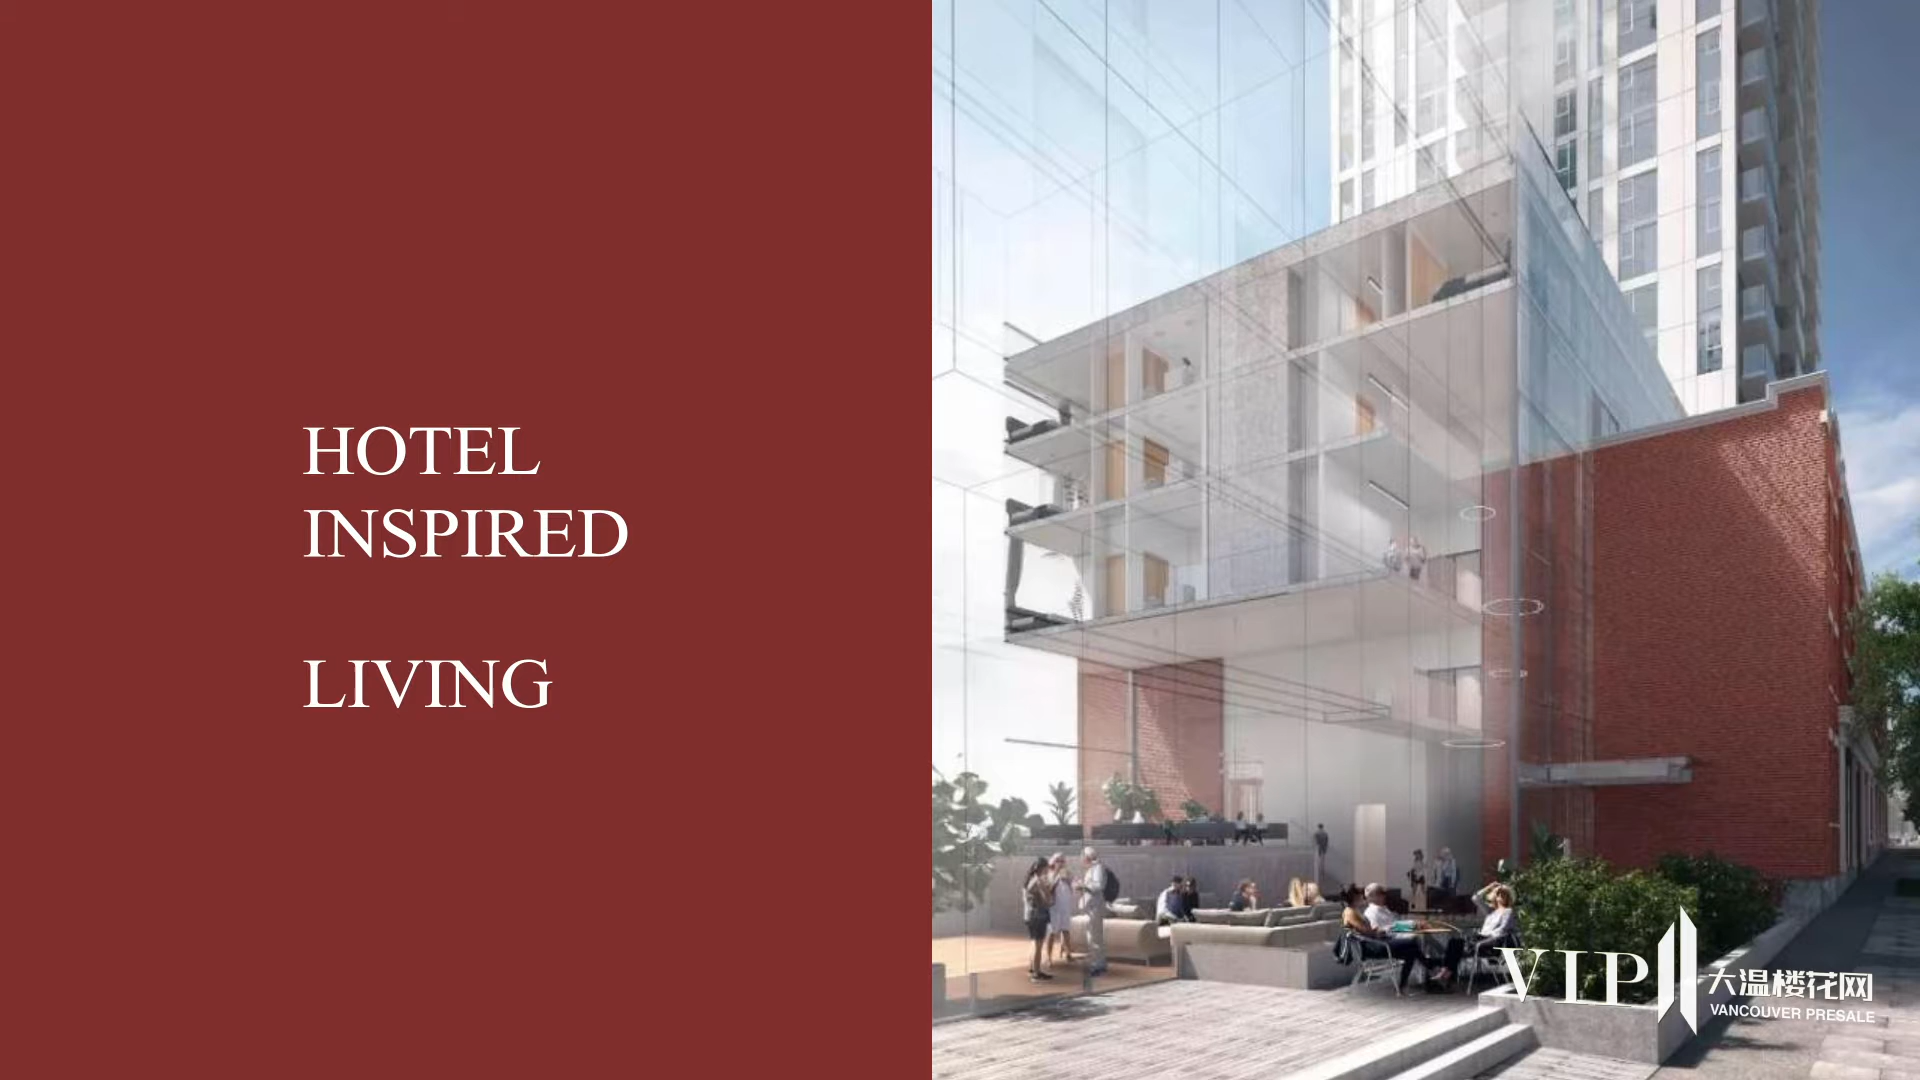 HOTEL
INSPIRED
LIVING
VIP
大温楼花网
VANCOUVER PRESALE